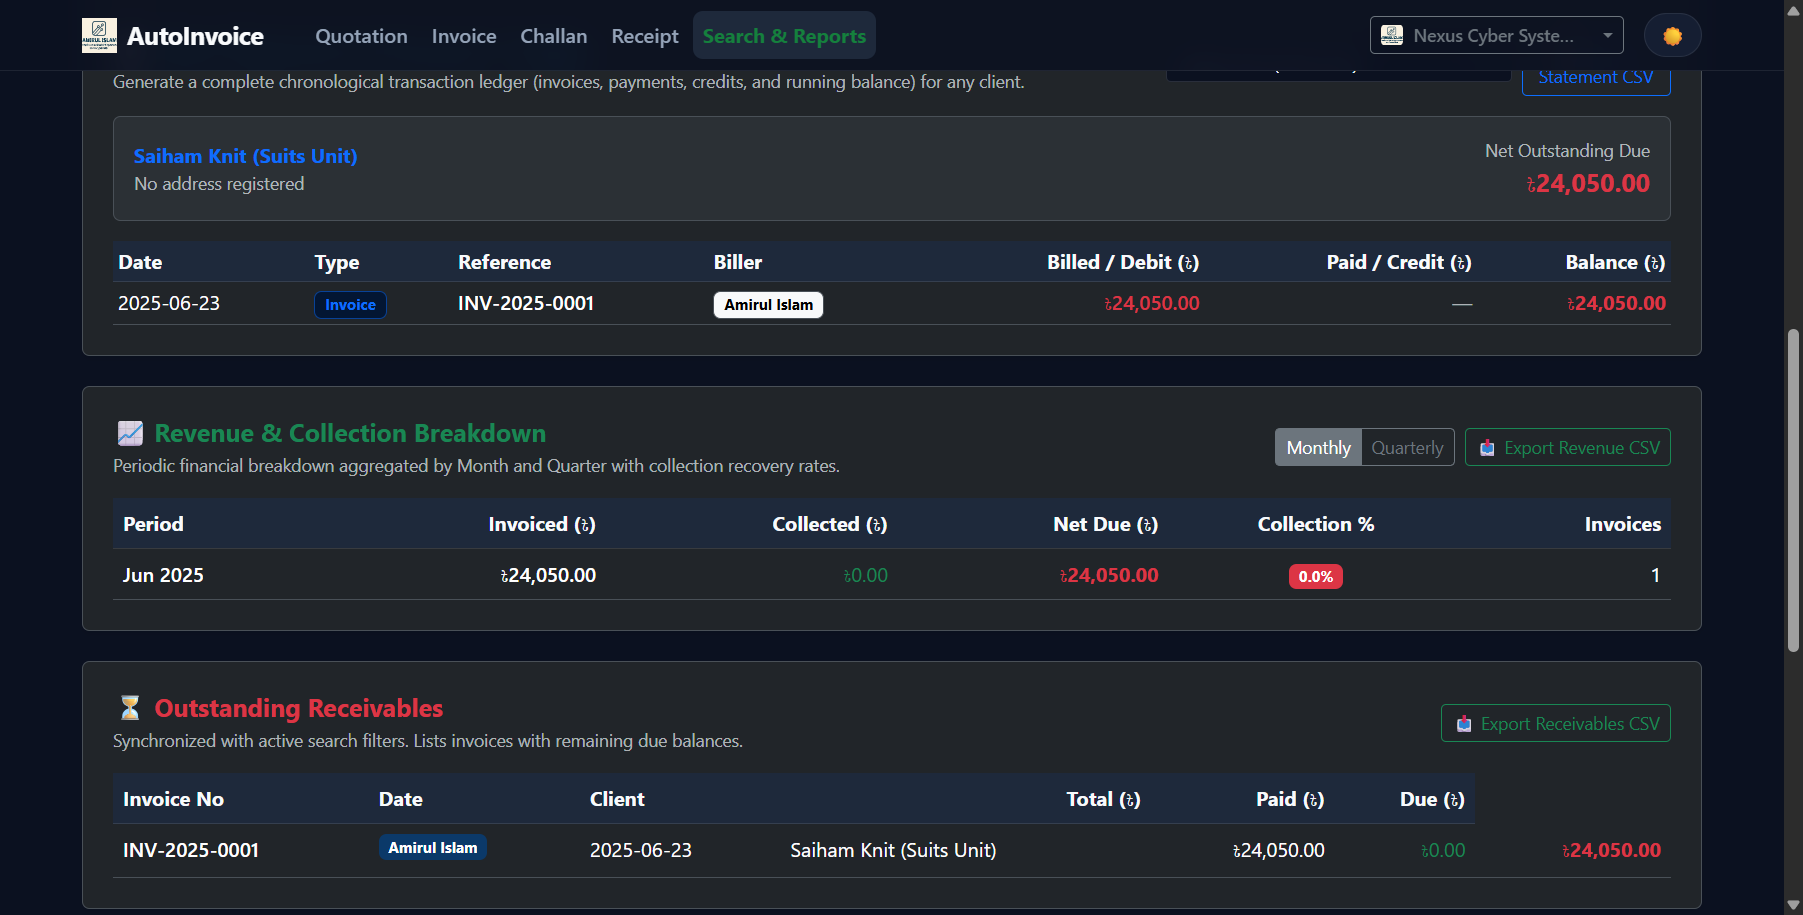 AutoInvoice Quotation Invoice Challan Receipt Search & Reports Nexus Cyber Syste...
Generate a complete chronological transaction ledger (invoices, payments, credits, and running balance) for any client.
Statement CSV
Saiham Knit (Suits Unit)
No address registered
Net Outstanding Due
৳24,050.00
Date Type Reference Biller Billed / Debit (৳) Paid / Credit (৳) Balance (৳)
2025-06-23 Invoice INV-2025-0001 Amirul Islam ৳24,050.00 — ৳24,050.00
Revenue & Collection Breakdown
Periodic financial breakdown aggregated by Month and Quarter with collection recovery rates.
Monthly Quarterly Export Revenue CSV
Period Invoiced (৳) Collected (৳) Net Due (৳) Collection % Invoices
Jun 2025 ৳24,050.00 ৳0.00 ৳24,050.00 0.0% 1
Outstanding Receivables
Synchronized with active search filters. Lists invoices with remaining due balances.
Export Receivables CSV
Invoice No Date Client Total (৳) Paid (৳) Due (৳)
INV-2025-0001 Amirul Islam 2025-06-23 Saiham Knit (Suits Unit) ৳24,050.00 ৳0.00 ৳24,050.00